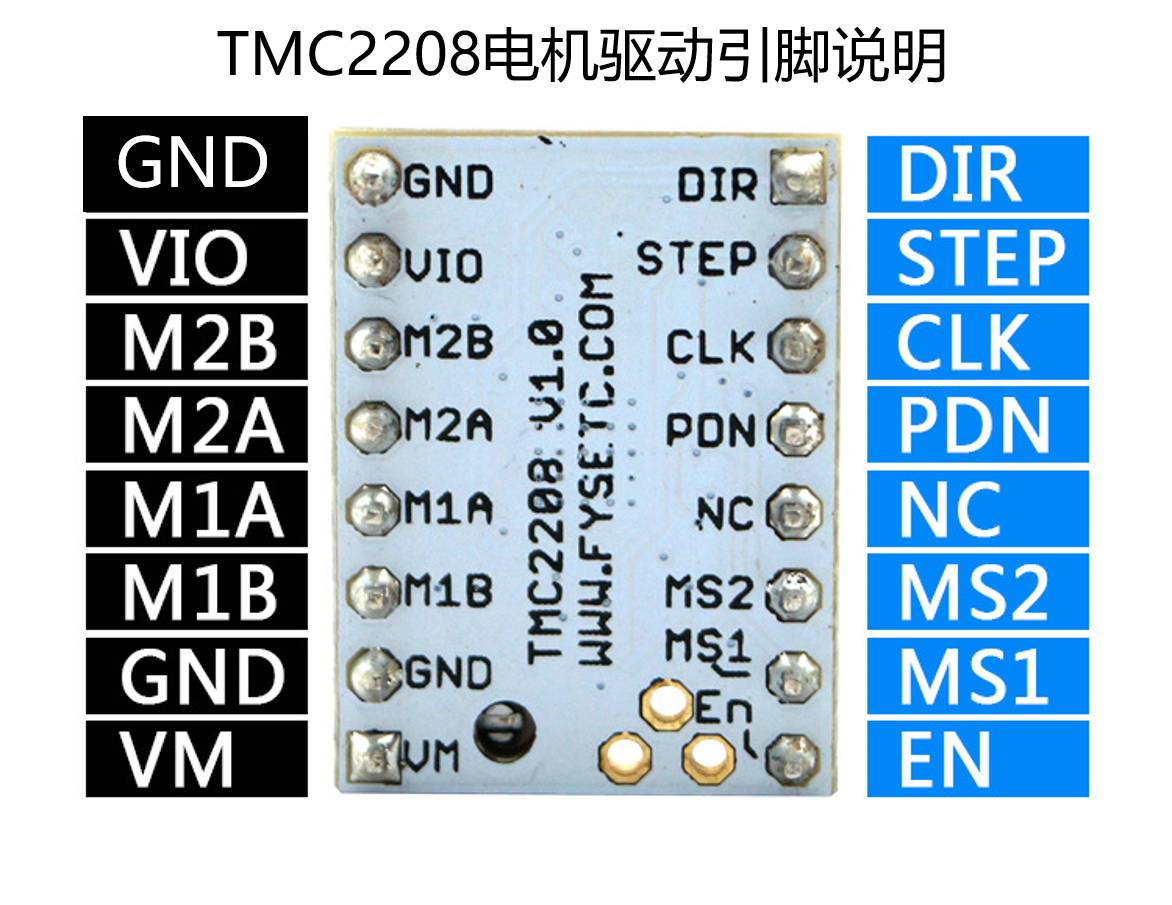 TMC2208电机驱动引脚说明
GND
VIO
M2B
M2A
M1A
M1B
GND
VM
GND
VIO
M2B
M2A
M1A
M1B
GND
VM
TMC2208 V1.0
WWW.FYSETC.COM
DIR
STEP
CLK
PDN
NC
MS2
MS1
En
DIR
STEP
CLK
PDN
NC
MS2
MS1
EN